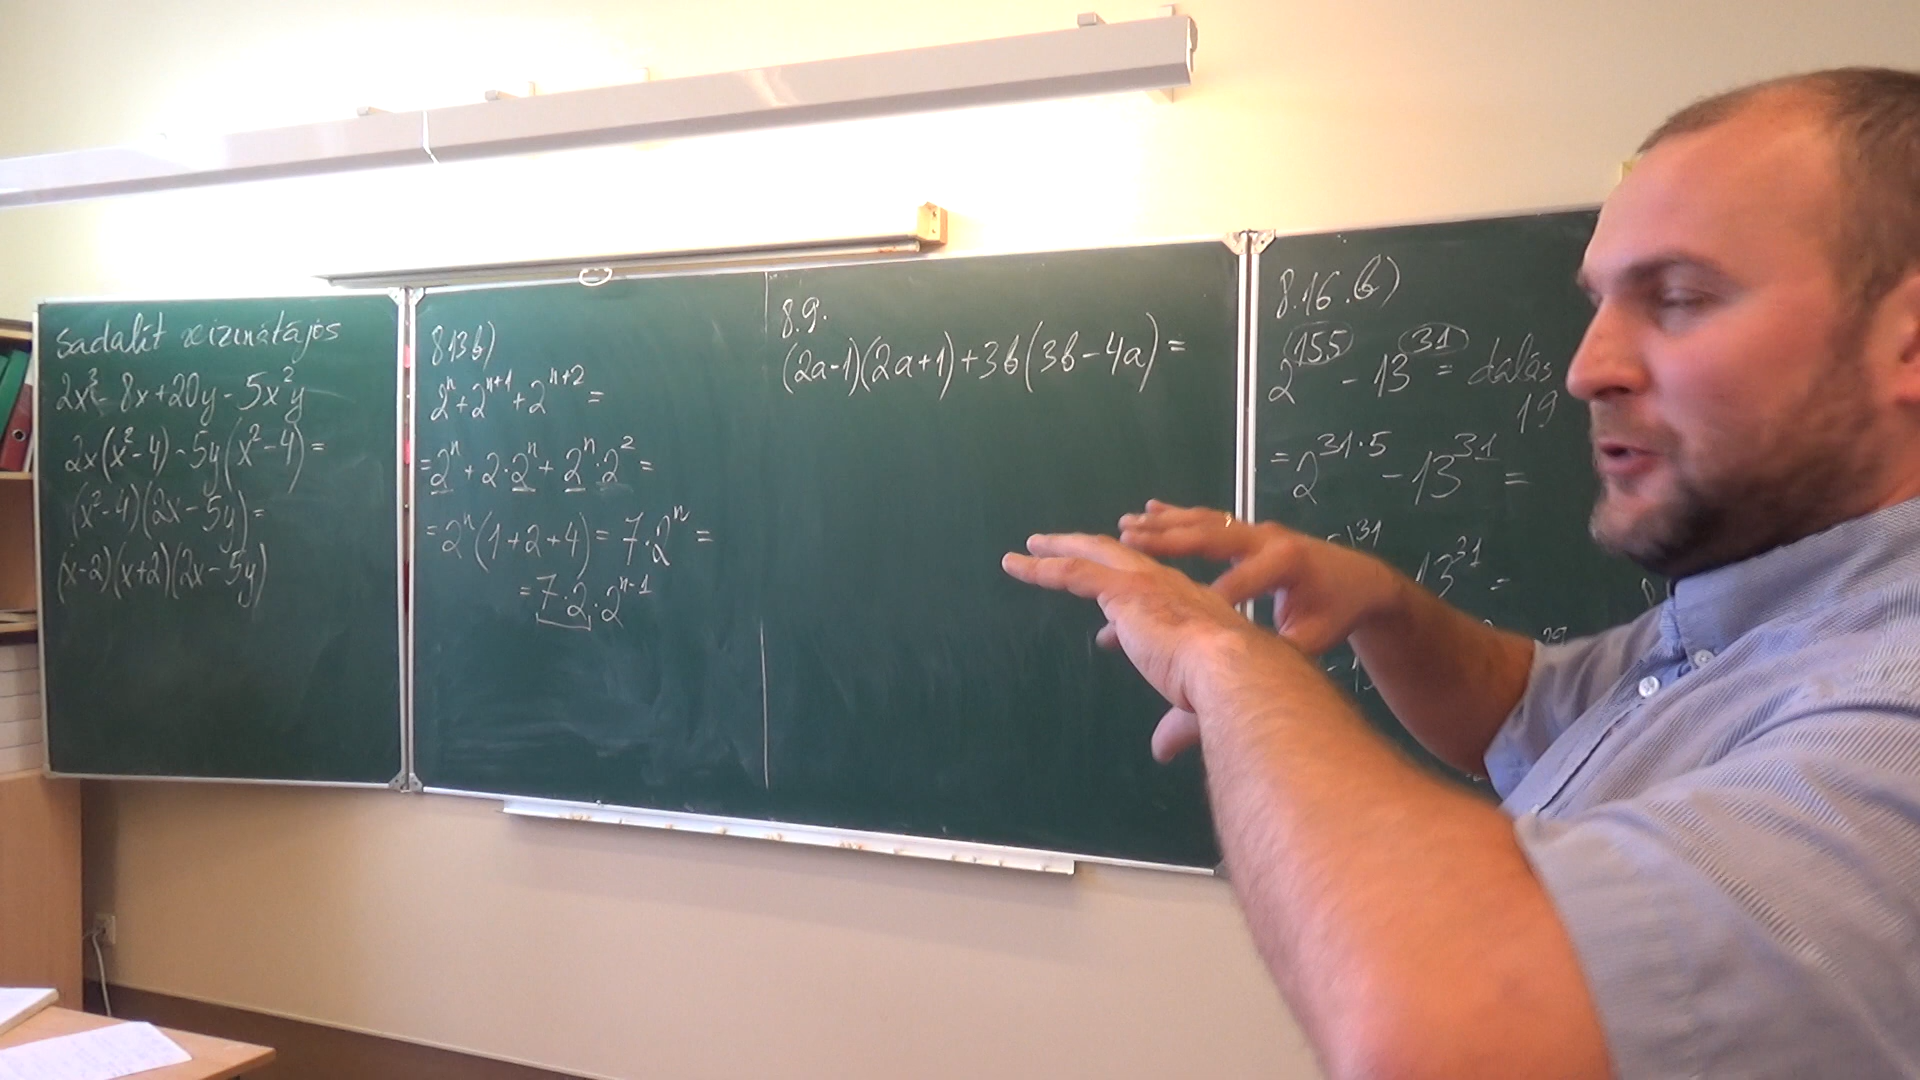 Sadalīt reizinātājos
2x³ - 8x + 20y - 5x²y
2x(x² - 4) - 5y(x² - 4) =
(x² - 4)(2x - 5y) =
(x-2)(x+2)(2x - 5y)
8.13 b)
2ⁿ + 2ⁿ⁺¹ + 2ⁿ⁺² =
= 2ⁿ + 2·2ⁿ + 2ⁿ·2² =
= 2ⁿ(1+2+4) = 7·2ⁿ =
= 7·2·2ⁿ⁻¹
8.9.
(2a-1)(2a+1) + 3b(3b - 4a) =
8.16.b)
2¹⁵⁵ - 13³¹ = dalās
19
= 2³¹·⁵ - 13³¹ =
13³¹ =